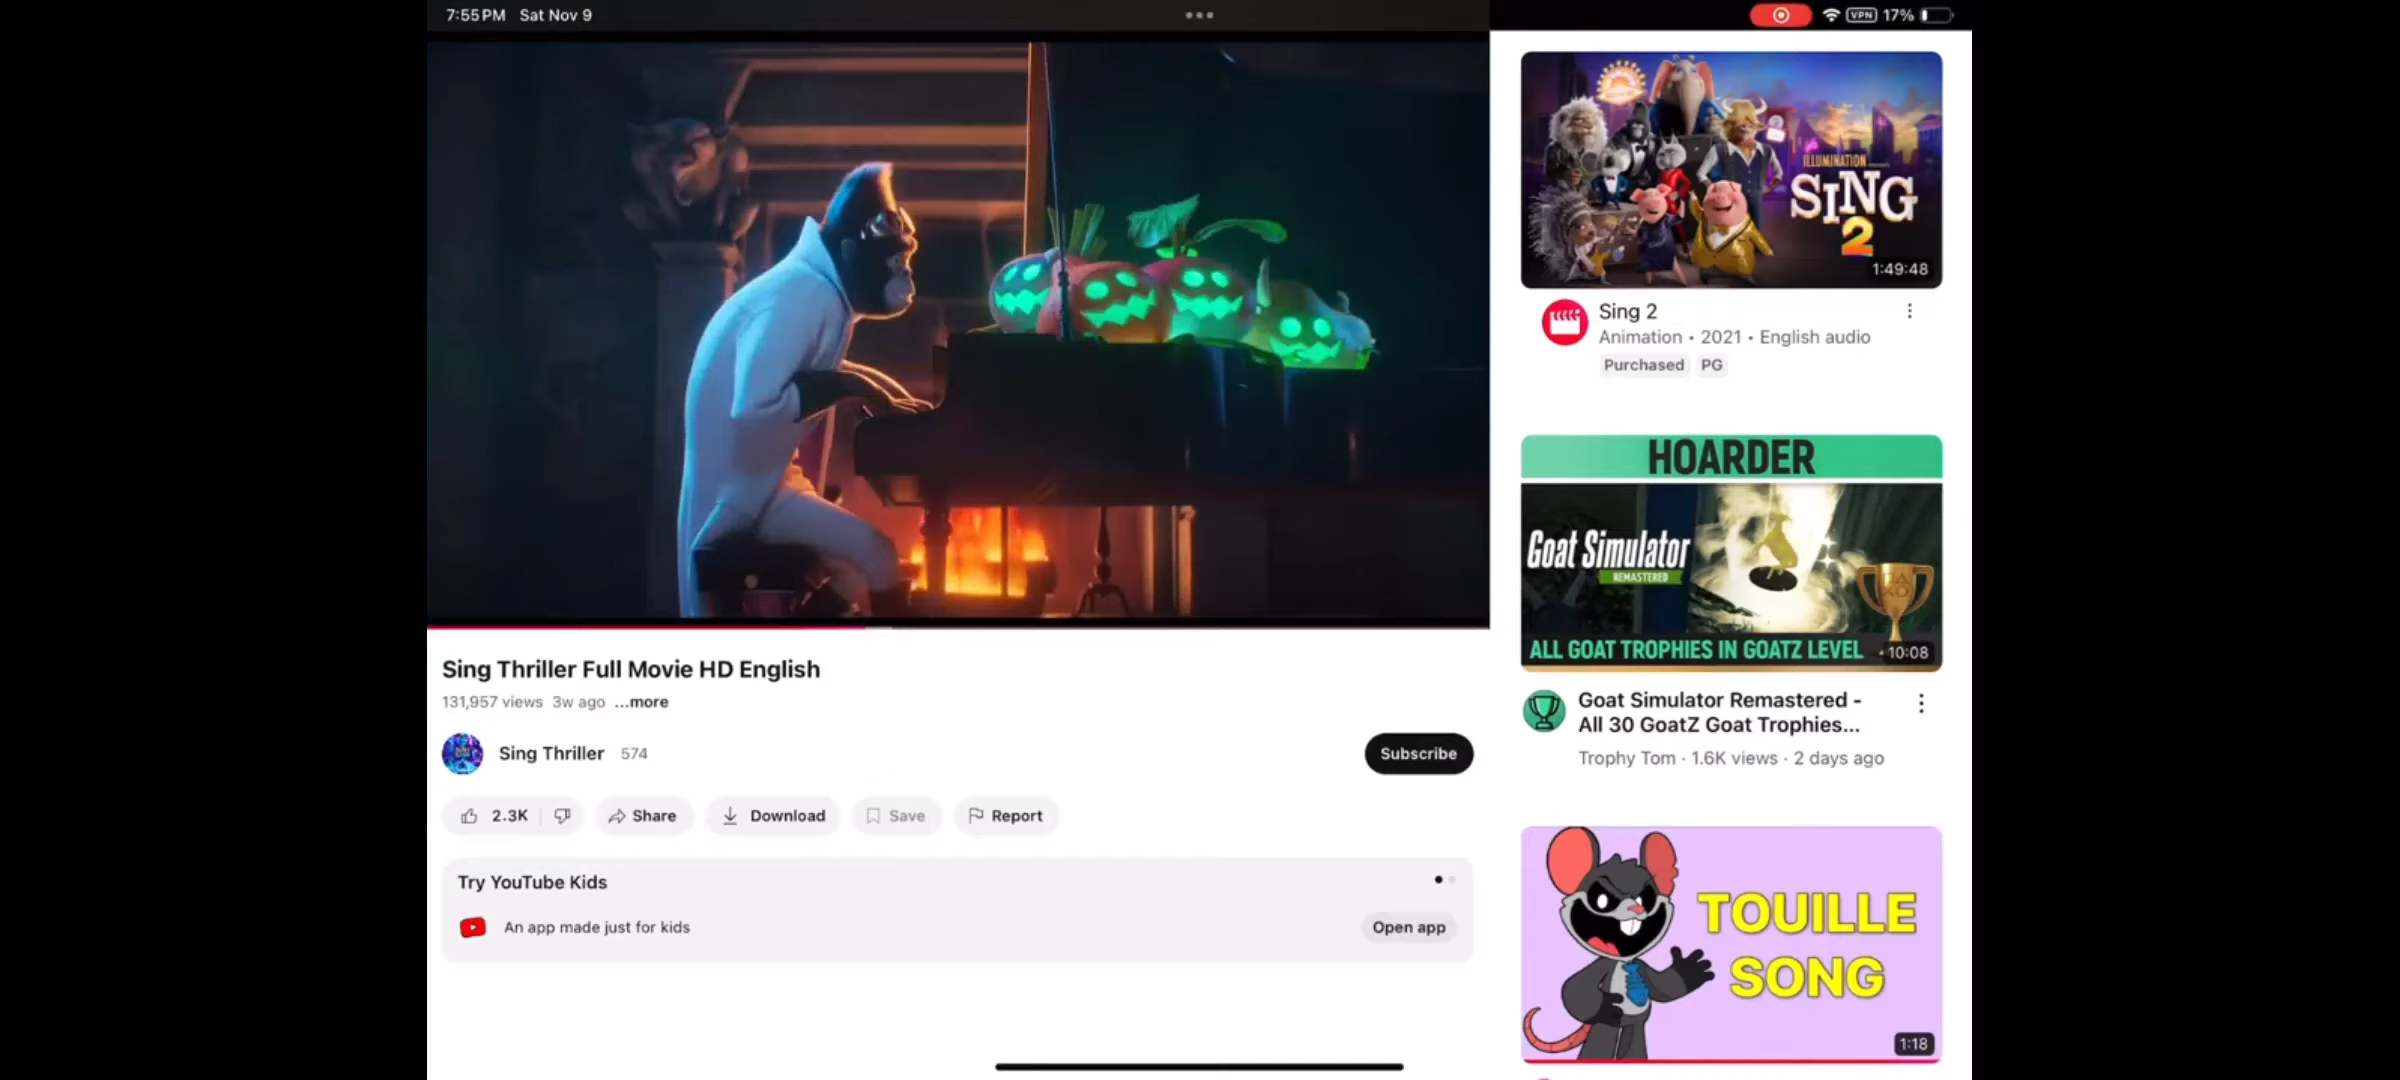 7:55 PM Sat Nov 9
VPN 17%
Sing Thriller Full Movie HD English
131,957 views 3w ago ...more
Sing Thriller 574
Subscribe
2.3K
Share
Download
Save
Report
Try YouTube Kids
An app made just for kids
Open app
ILLUMINATION
SING
2
1:49:48
Sing 2
Animation • 2021 • English audio
Purchased PG
HOARDER
Goat Simulator
REMASTERED
ALL GOAT TROPHIES IN GOATZ LEVEL
10:08
Goat Simulator Remastered -
All 30 GoatZ Goat Trophies...
Trophy Tom · 1.6K views · 2 days ago
TOUILLE
SONG
1:18